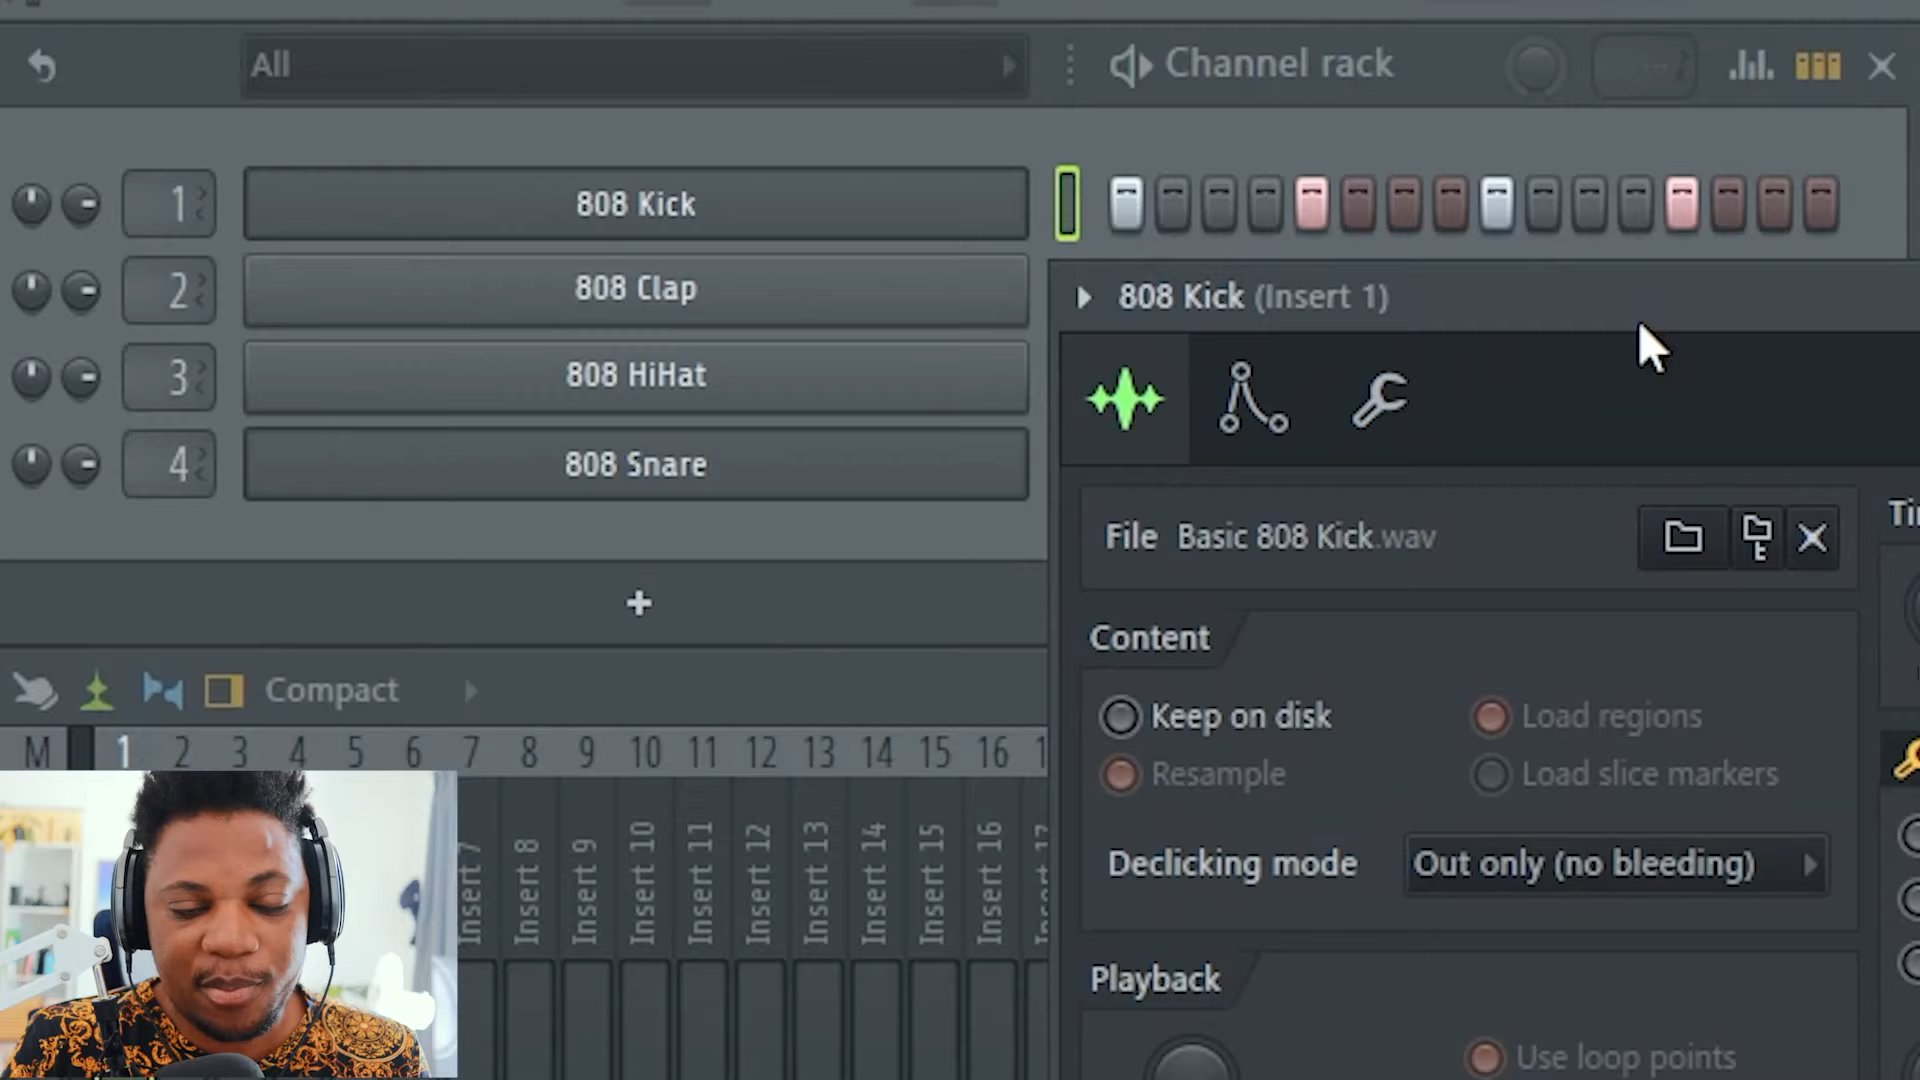 All
Channel rack
1 808 Kick
808 Kick (Insert 1)
2 808 Clap
3 808 HiHat
4 808 Snare
File Basic 808 Kick.wav
+
Content
Compact
Keep on disk
Load regions
Resample
Load slice markers
M 1 2 3 4 5 6 7 8 9 10 11 12 13 14 15 16
Declicking mode Out only (no bleeding)
Insert 7
Insert 8
Insert 9
Insert 10
Insert 11
Insert 12
Insert 13
Insert 14
Insert 15
Insert 16
Playback
Use loop points